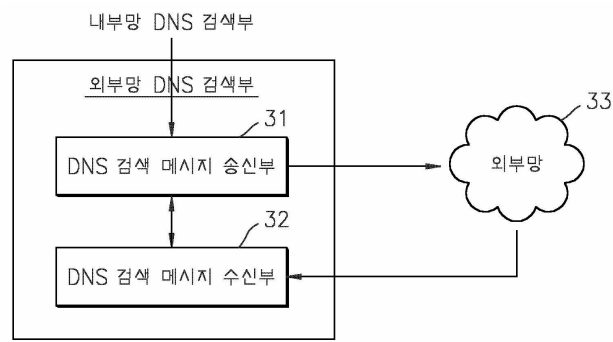 내부망 DNS 검색부
외부망 DNS 검색부
31
DNS 검색 메시지 송신부
33
외부망
32
DNS 검색 메시지 수신부